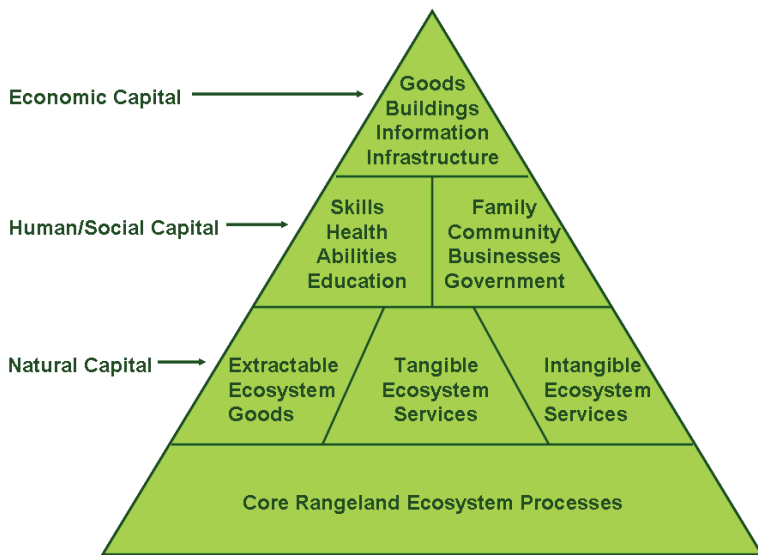 Economic Capital
Goods
Buildings
Information
Infrastructure
Human/Social Capital
Skills
Health
Abilities
Education
Family
Community
Businesses
Government
Natural Capital
Extractable
Ecosystem
Goods
Tangible
Ecosystem
Services
Intangible
Ecosystem
Services
Core Rangeland Ecosystem Processes